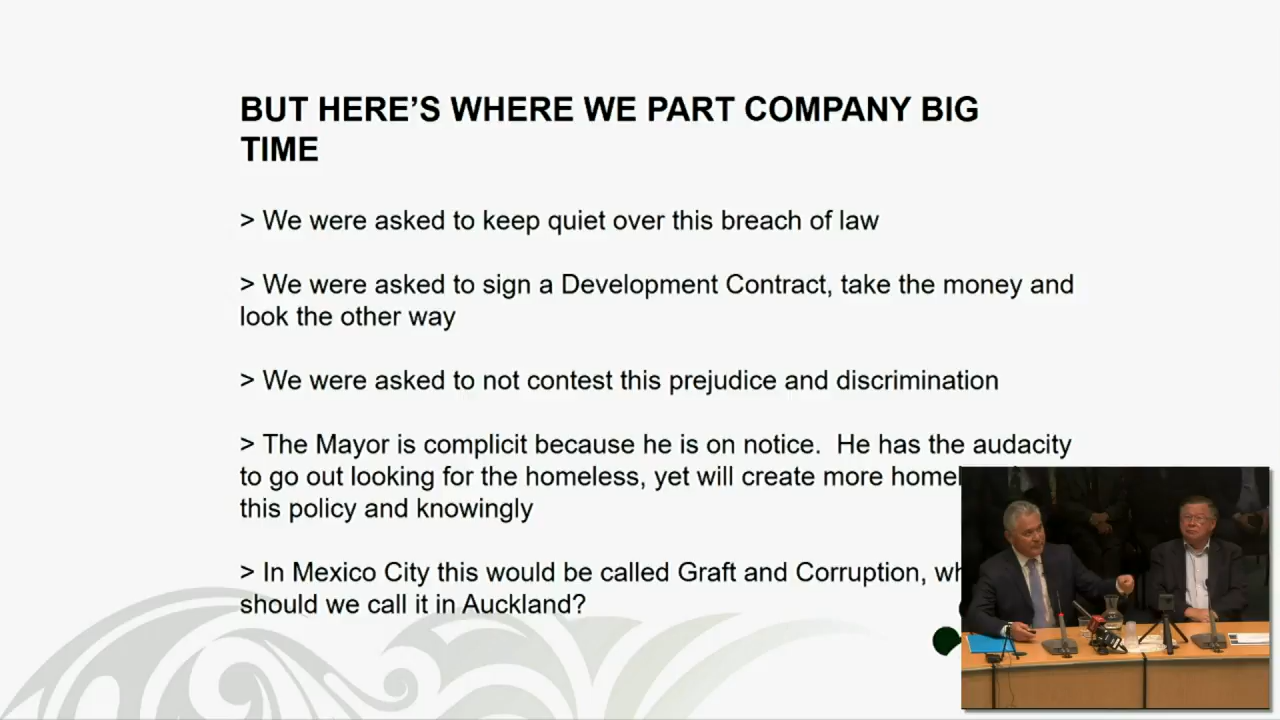 BUT HERE’S WHERE WE PART COMPANY BIG
TIME
> We were asked to keep quiet over this breach of law
> We were asked to sign a Development Contract, take the money and
look the other way
> We were asked to not contest this prejudice and discrimination
> The Mayor is complicit because he is on notice.  He has the audacity
to go out looking for the homeless, yet will create more
this policy and knowingly
> In Mexico City this would be called Graft and Corruption,
should we call it in Auckland?